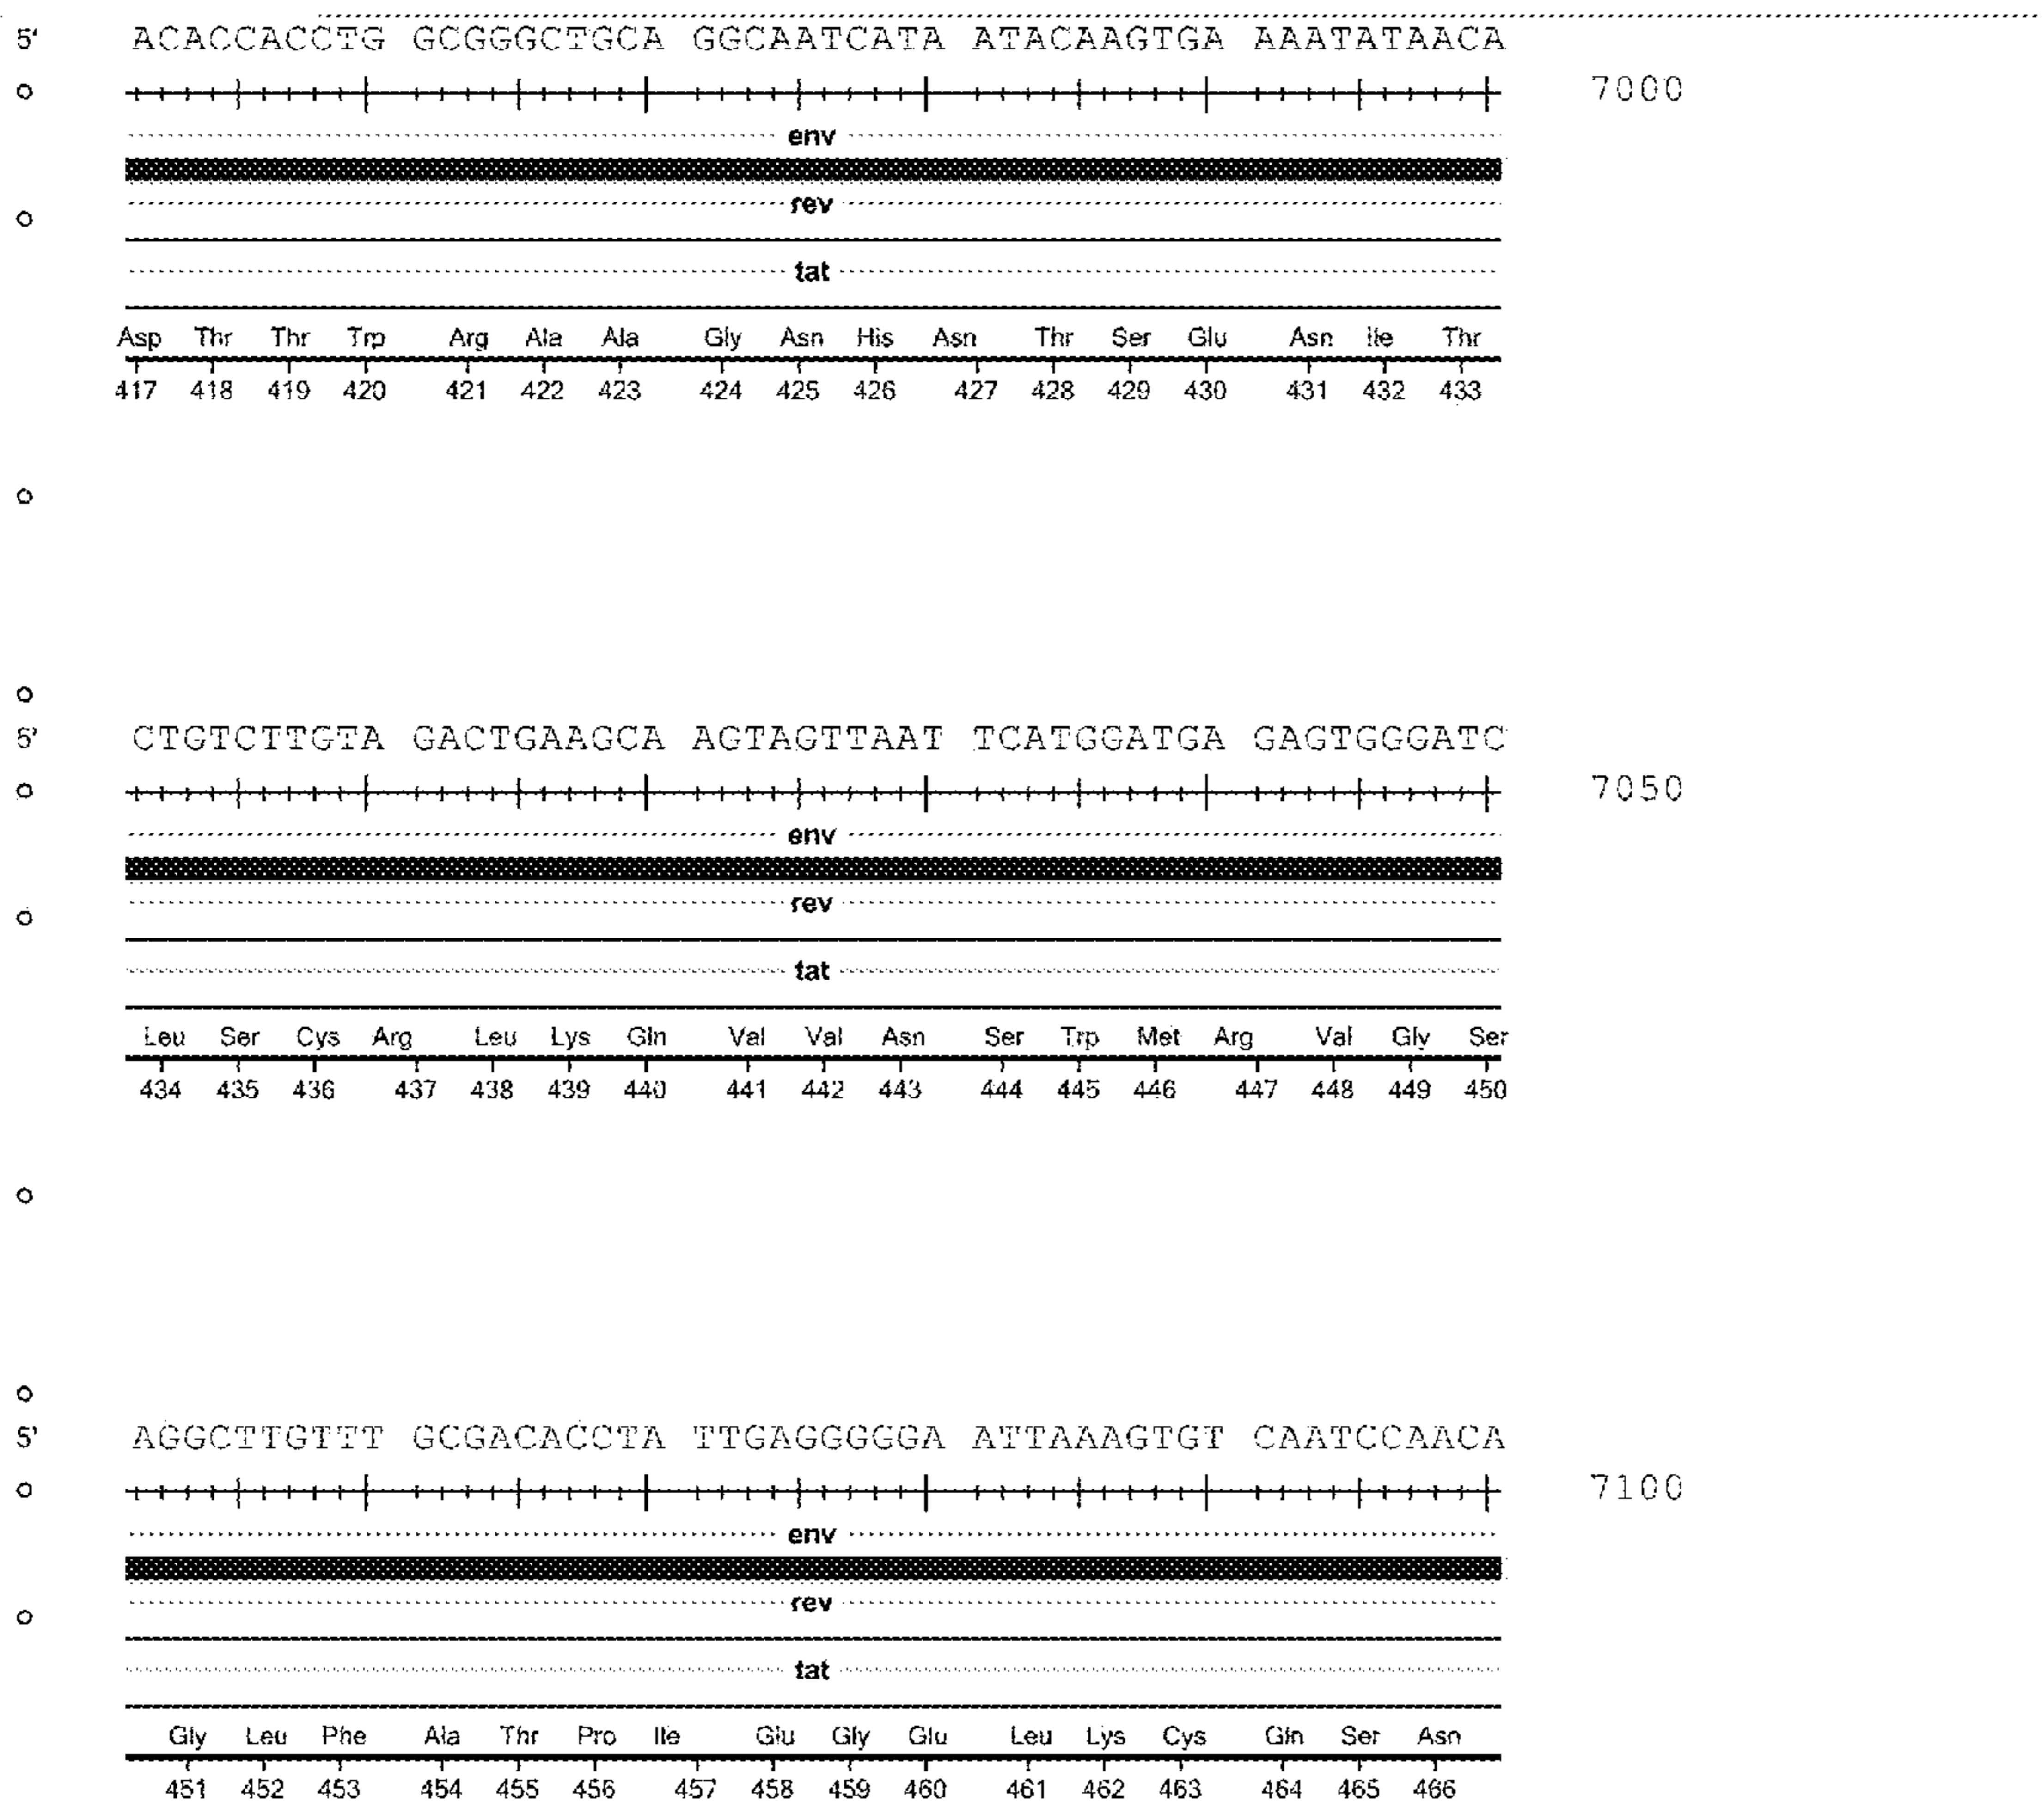 5' ACACCACCTG GCGGGCTGCA GGCAATCATA ATACAAGTGA AAATATAACA
7000
env
rev
tat
Asp Thr Thr Trp Arg Ala Ala Gly Asn His Asn Thr Ser Glu Asn Ile Thr
417 418 419 420 421 422 423 424 425 426 427 428 429 430 431 432 433
5' CTGTCTTGTA GACTGAAGCA AGTAGTTAAT TCATGGATGA GAGTGGGATC
7050
env
rev
tat
Leu Ser Cys Arg Leu Lys Gln Val Val Asn Ser Trp Met Arg Val Gly Ser
434 435 436 437 438 439 440 441 442 443 444 445 446 447 448 449 450
5' AGGCTTGTTT GCGACACCTA TTGAGGGGGA ATTAAAGTGT CAATCCAACA
7100
env
rev
tat
Gly Leu Phe Ala Thr Pro Ile Glu Gly Glu Leu Lys Cys Gln Ser Asn
451 452 453 454 455 456 457 458 459 460 461 462 463 464 465 466